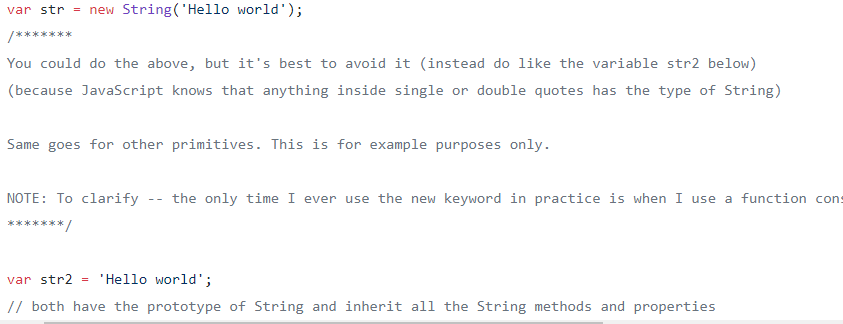 var str = new String('Hello world');
/*******
You could do the above, but it's best to avoid it (instead do like the variable str2 below)
(because JavaScript knows that anything inside single or double quotes has the type of String)
Same goes for other primitives. This is for example purposes only.
NOTE: To clarify -- the only time I ever use the new keyword in practice is when I use a function
*******/
var str2 = 'Hello world';
// both have the prototype of String and inherit all the String methods and properties